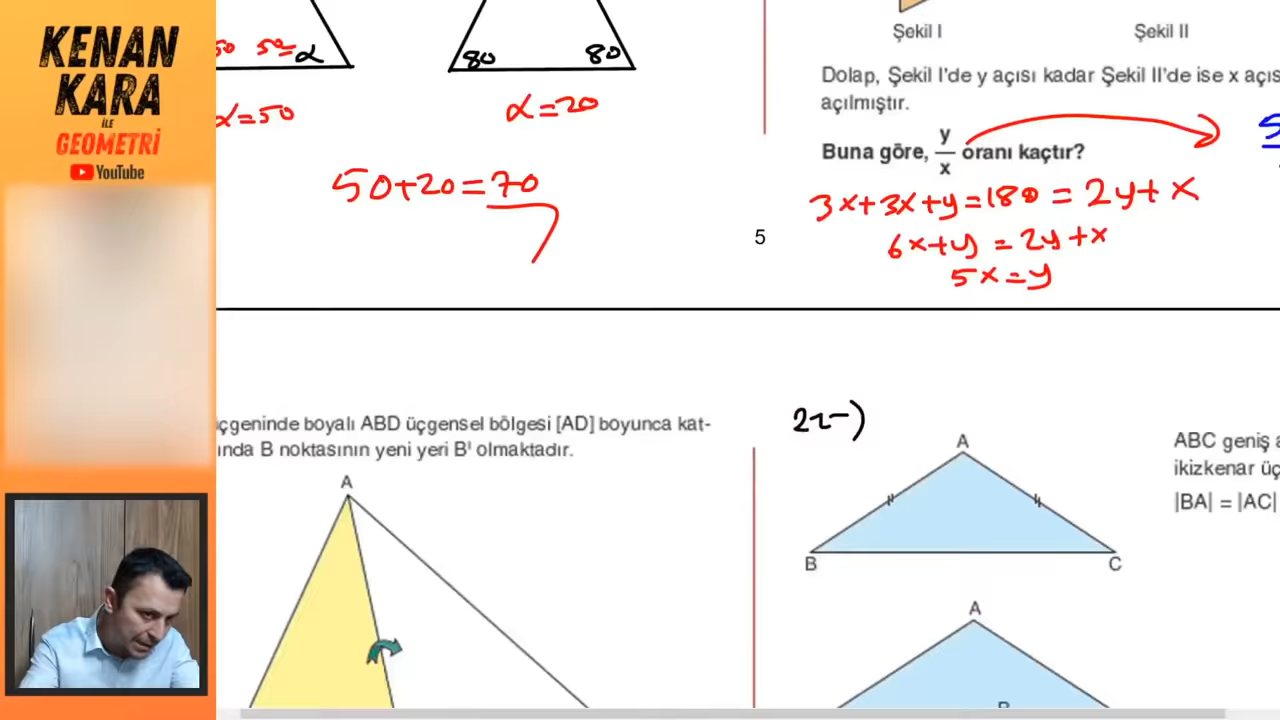 KENAN
KARA
İLE
GEOMETRİ
YouTube
50 50= α
α=50
80 80
α=20
50+20=70
Şekil I Şekil II
Dolap, Şekil I'de y açısı kadar Şekil II'de ise x açıs
açılmıştır.
Buna göre, y/x oranı kaçtır?
3x+3x+y=180=2y+x
6x+y=2y+x
5x=y
5
çgeninde boyalı ABD üçgensel bölgesi [AD] boyunca kat-
ında B noktasının yeni yeri B' olmaktadır.
A
22-)
A
B C
ABC geniş a
ikizkenar üç
|BA| = |AC|
A